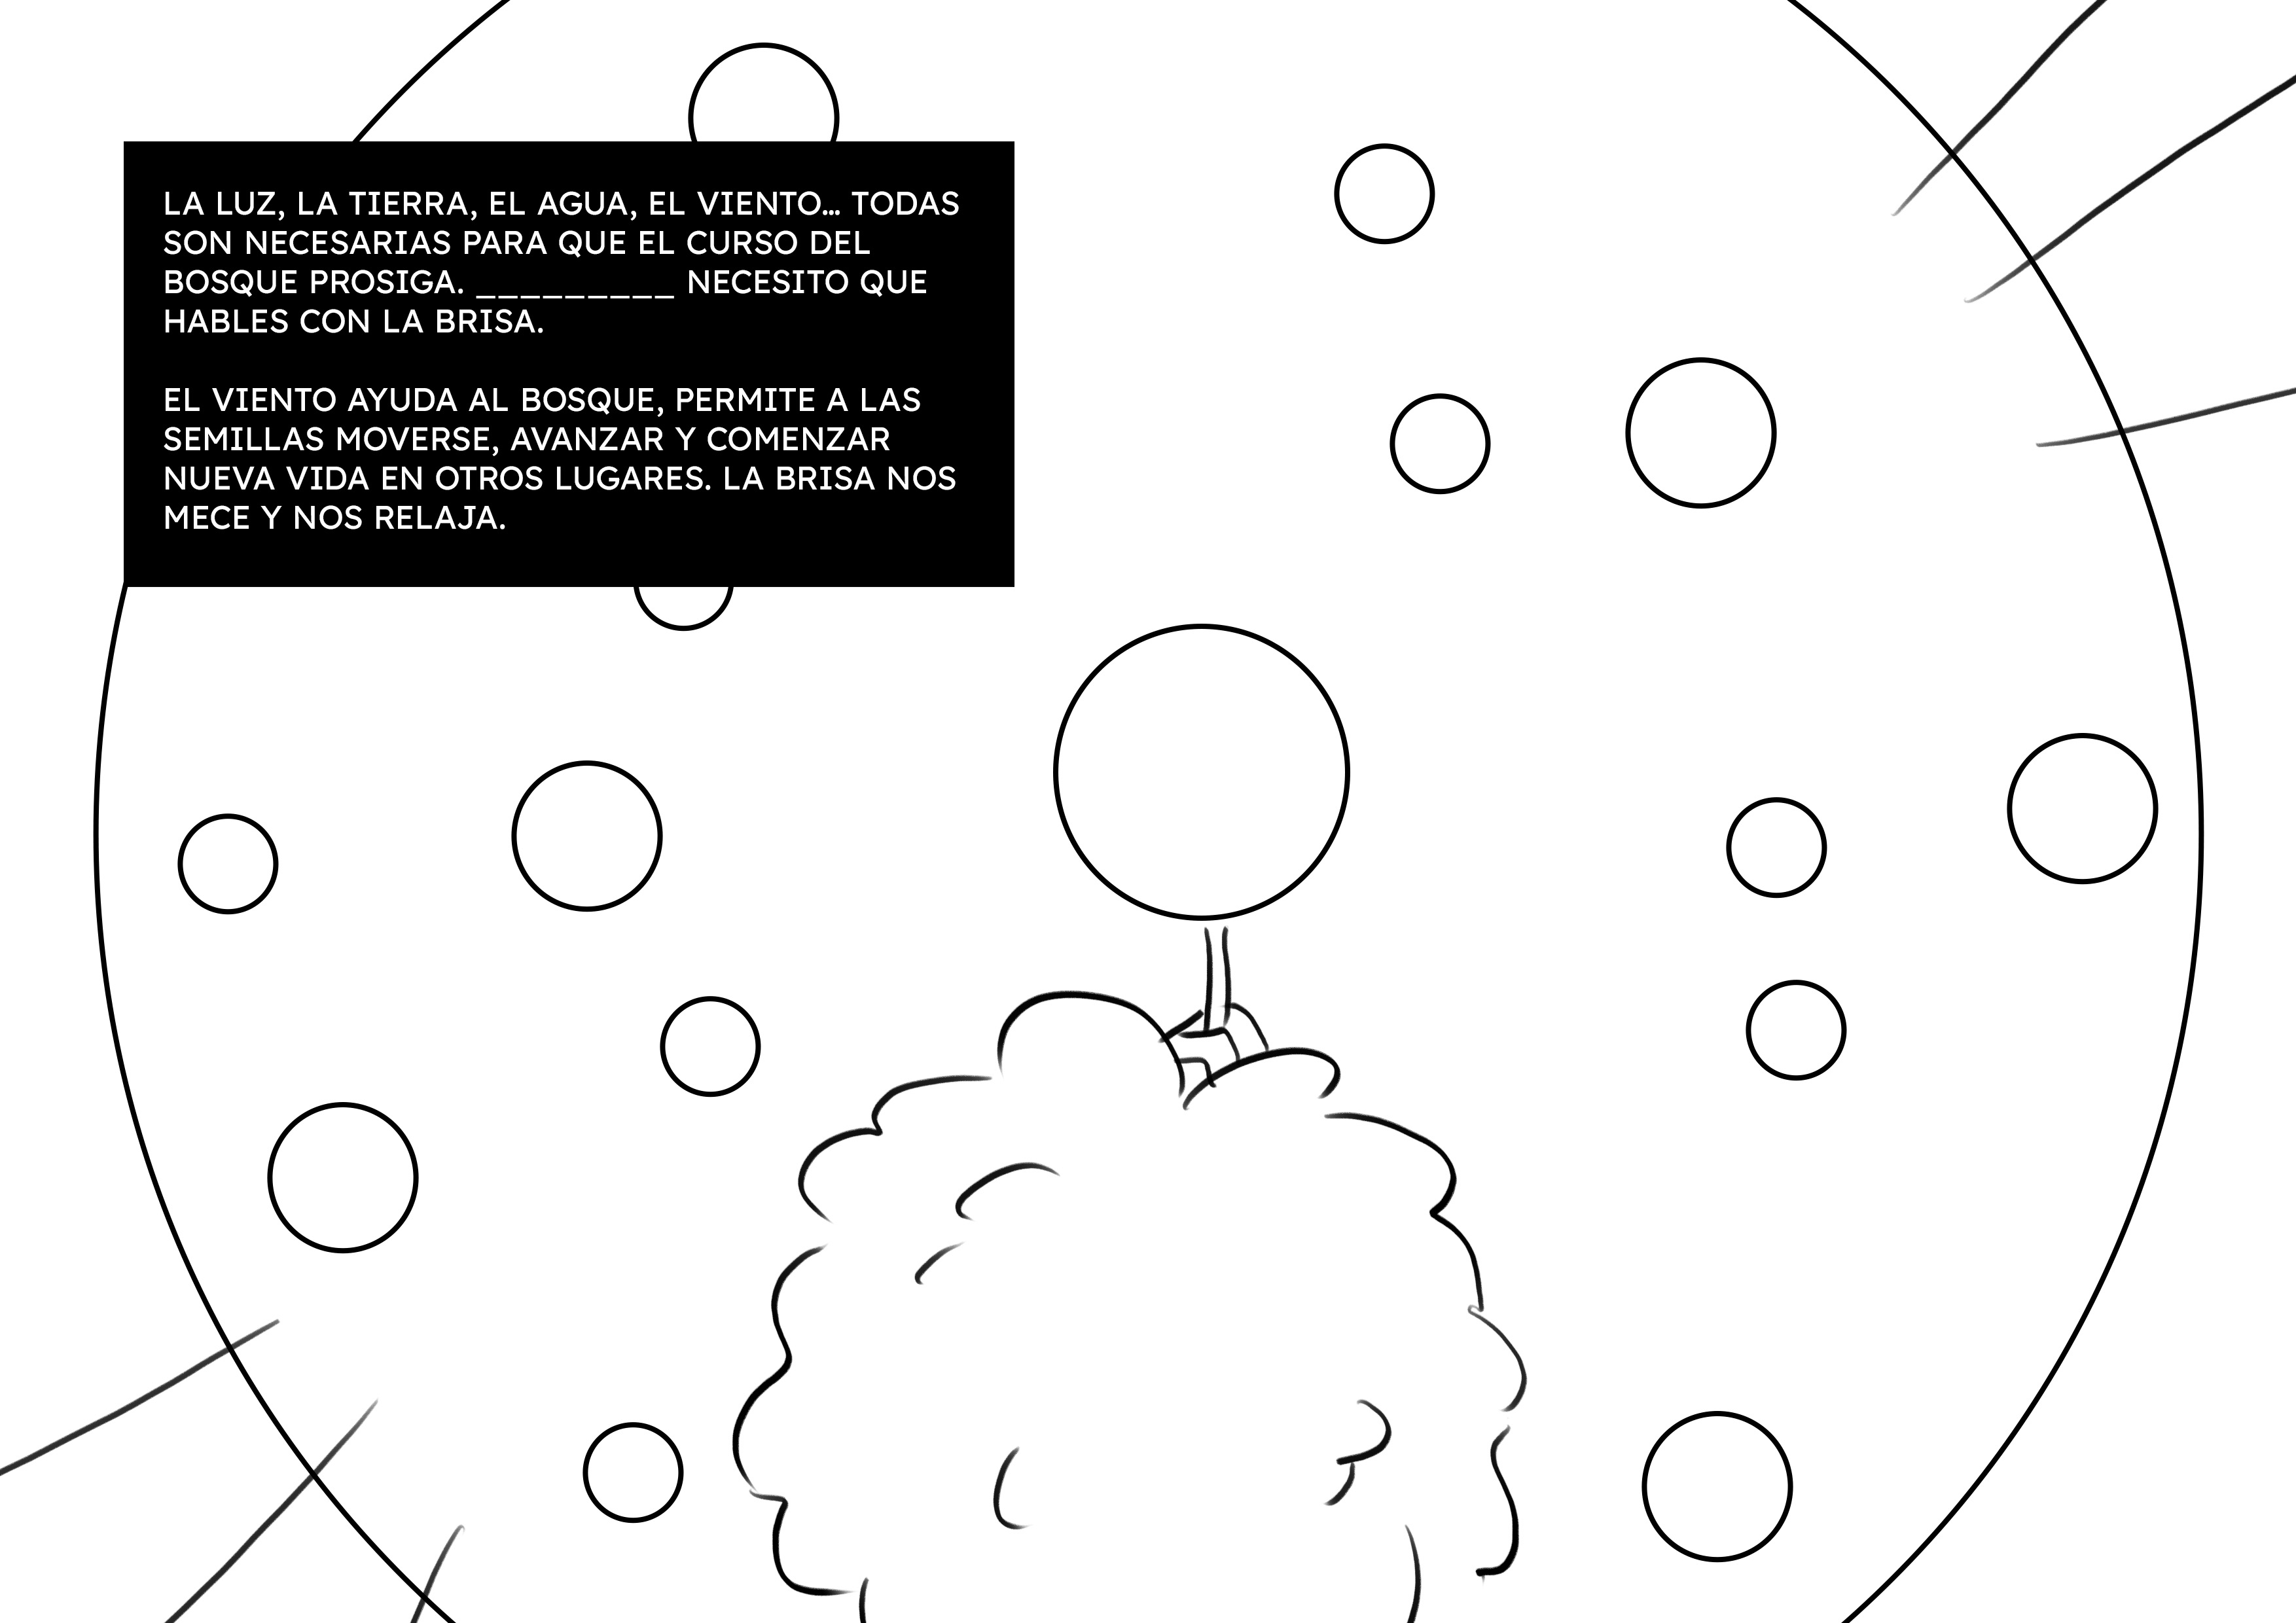 LA LUZ, LA TIERRA, EL AGUA, EL VIENTO... TODAS
SON NECESARIAS PARA QUE EL CURSO DEL
BOSQUE PROSIGA. _________ NECESITO QUE
HABLES CON LA BRISA.
EL VIENTO AYUDA AL BOSQUE, PERMITE A LAS
SEMILLAS MOVERSE, AVANZAR Y COMENZAR
NUEVA VIDA EN OTROS LUGARES. LA BRISA NOS
MECE Y NOS RELAJA.